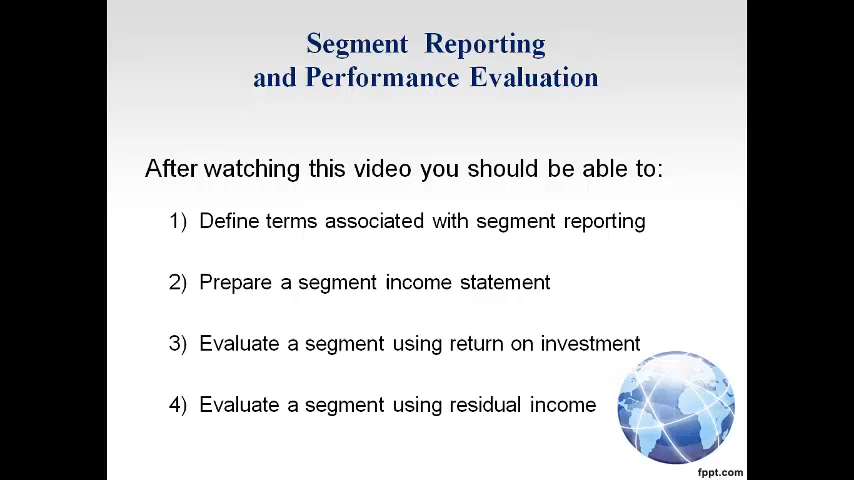 Segment Reporting
and Performance Evaluation
After watching this video you should be able to:
1) Define terms associated with segment reporting
2) Prepare a segment income statement
3) Evaluate a segment using return on investment
4) Evaluate a segment using residual income
fppt.com